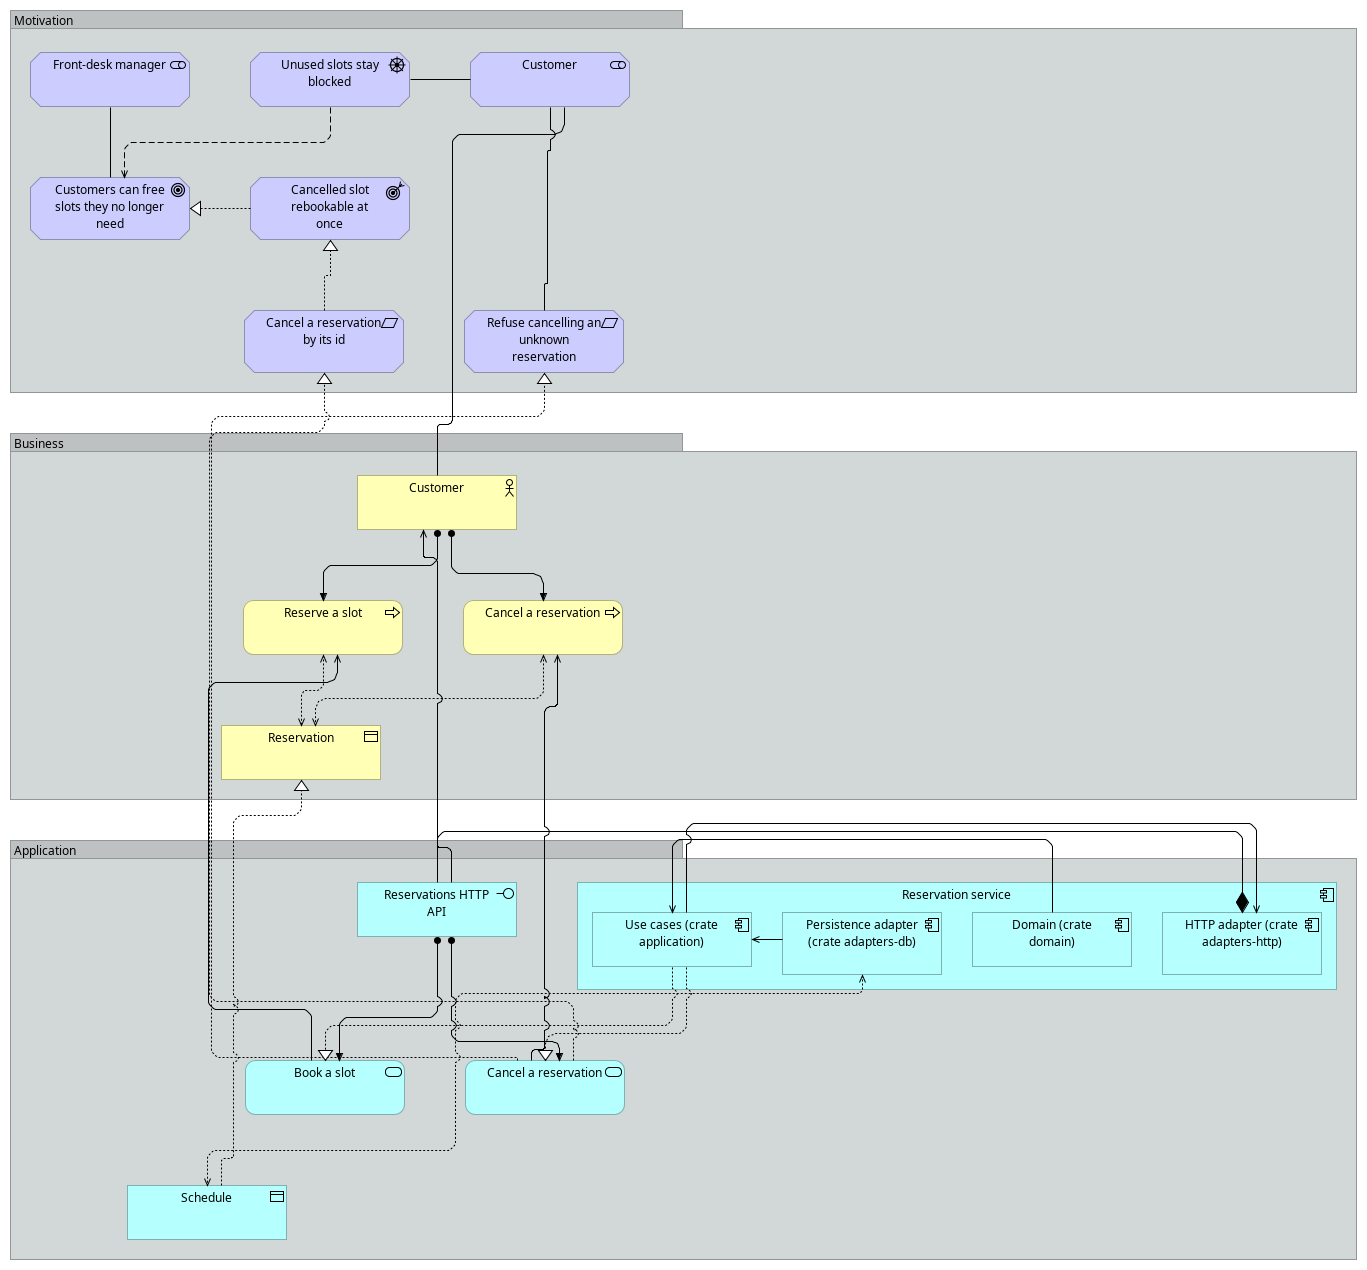 Motivation
Front-desk manager
Unused slots stay
blocked
Customer
Customers can free
slots they no longer
need
Cancelled slot
rebookable at
once
Cancel a reservation
by its id
Refuse cancelling an
unknown
reservation
Business
Customer
Reserve a slot
Cancel a reservation
Reservation
Application
Reservations HTTP
API
Reservation service
Use cases (crate
application)
Persistence adapter
(crate adapters-db)
Domain (crate
domain)
HTTP adapter (crate
adapters-http)
Book a slot
Cancel a reservation
Schedule